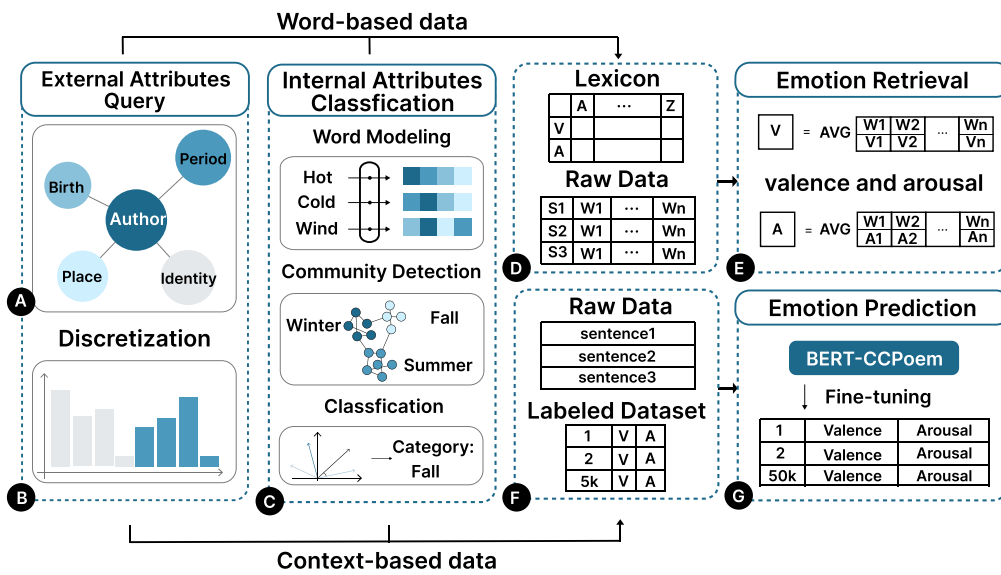 Word-based data
External Attributes
Query
Period
Birth
Author
Place
Identity
A
Discretization
B
Internal Attributes
Classfication
Word Modeling
Hot
Cold
Wind
Community Detection
Winter
Fall
Summer
Classfication
Category:
Fall
C
Lexicon
A ... Z
V
A
Raw Data
S1 W1 ... Wn
S2 W1 ... Wn
S3 W1 ... Wn
D
Emotion Retrieval
V = AVG W1 W2 ... Wn
V1 V2 Vn
valence and arousal
A = AVG W1 W2 ... Wn
A1 A2 An
E
Raw Data
sentence1
sentence2
sentence3
Labeled Dataset
1 V A
2 V A
5k V A
F
Emotion Prediction
BERT-CCPoem
Fine-tuning
1 Valence Arousal
2 Valence Arousal
50k Valence Arousal
G
Context-based data